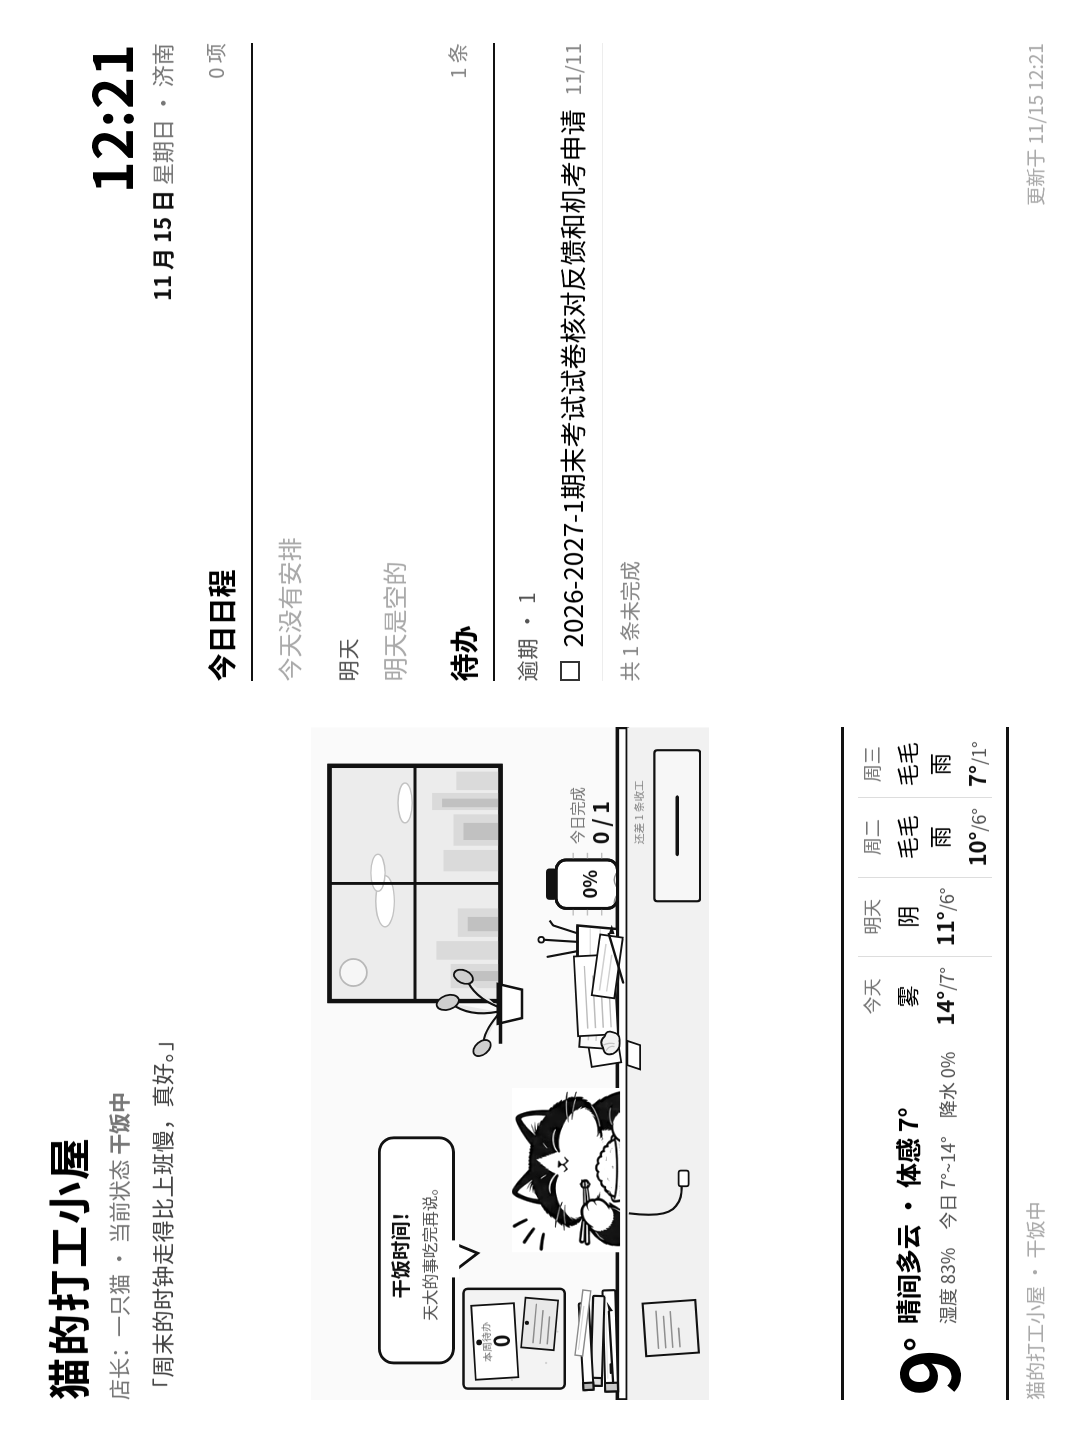 猫的打工小屋
店长：一只猫 · 当前状态 干饭中
「周末的时钟走得比上班慢，真好。」
12:21
11 月 15 日 星期日 · 济南
干饭时间！
天大的事吃完再说。
本周待办
0
0%
今日完成
0 / 1
还差 1 条收工
9° 晴间多云 · 体感 7°
湿度 83% 今日 7°~14° 降水 0%
今天
雾
14°/7°
明天
阴
11°/6°
周二
毛毛
雨
10°/6°
周三
毛毛
雨
7°/1°
今日日程 0 项
今天没有安排
明天
明天是空的
待办 1 条
逾期 · 1
2026-2027-1期末考试试卷核对反馈和机考申请 11/11
共 1 条未完成
猫的打工小屋 · 干饭中
更新于 11/15 12:21